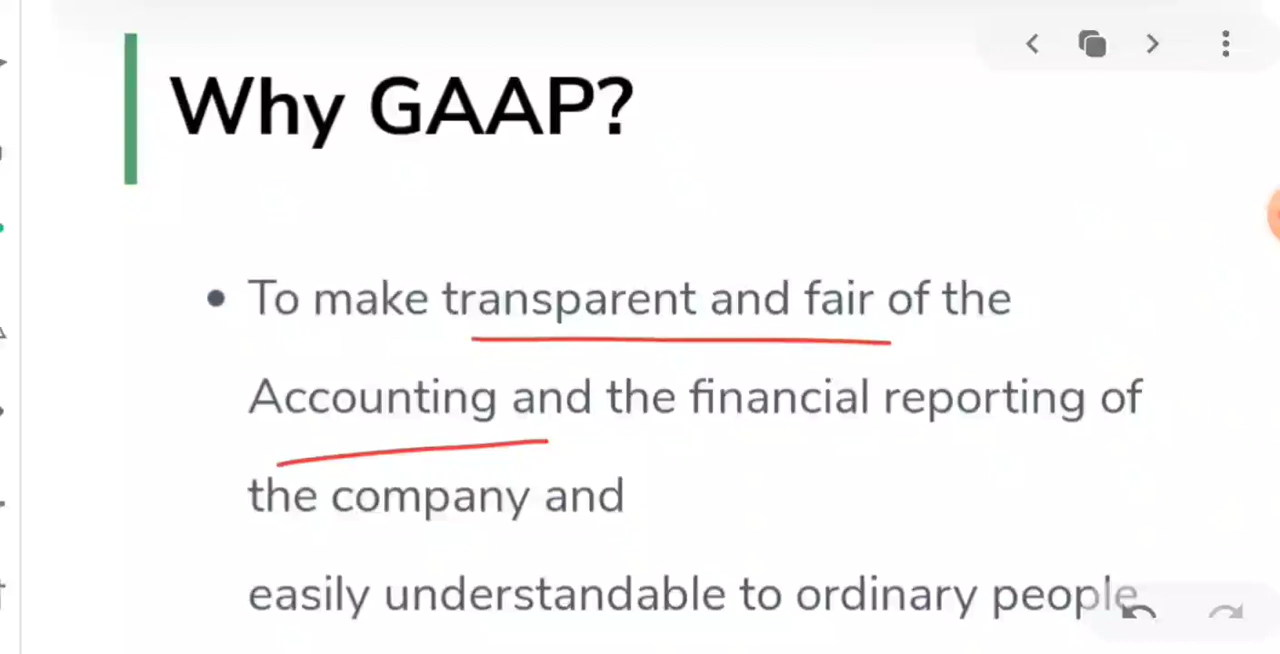 Why GAAP?
• To make transparent and fair of the
Accounting and the financial reporting of
the company and
easily understandable to ordinary people